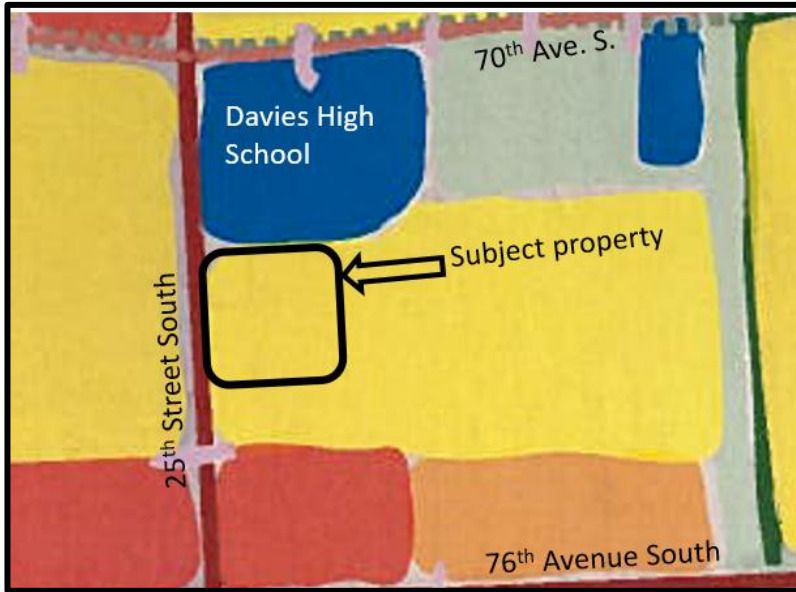 70th Ave. S.
Davies High
School
Subject property
25th Street South
76th Avenue South